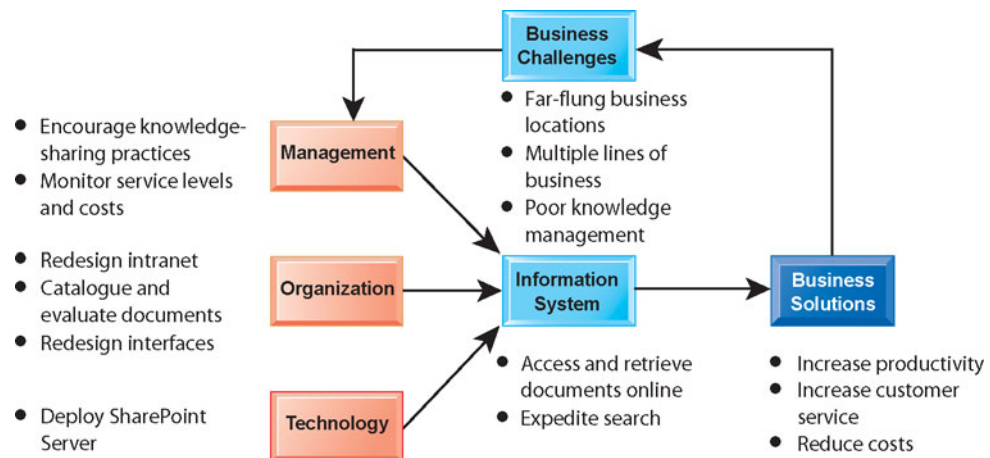 Business
Challenges
● Far-flung business
locations
● Multiple lines of
business
● Poor knowledge
management
● Encourage knowledge-
sharing practices
● Monitor service levels
and costs
Management
● Redesign intranet
● Catalogue and
evaluate documents
● Redesign interfaces
Organization
Information
System
Business
Solutions
● Deploy SharePoint
Server
Technology
● Access and retrieve
documents online
● Expedite search
● Increase productivity
● Increase customer
service
● Reduce costs